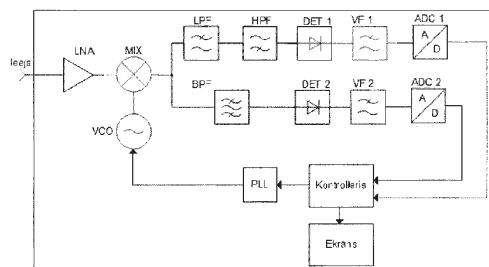 LPF HPF DET 1 VF 1 ADC 1
LNA MIX
Ieeja
A
D
BPF DET 2 VF 2 ADC 2
A
D
VCO
PLL Kontrolleris
Ekrāns